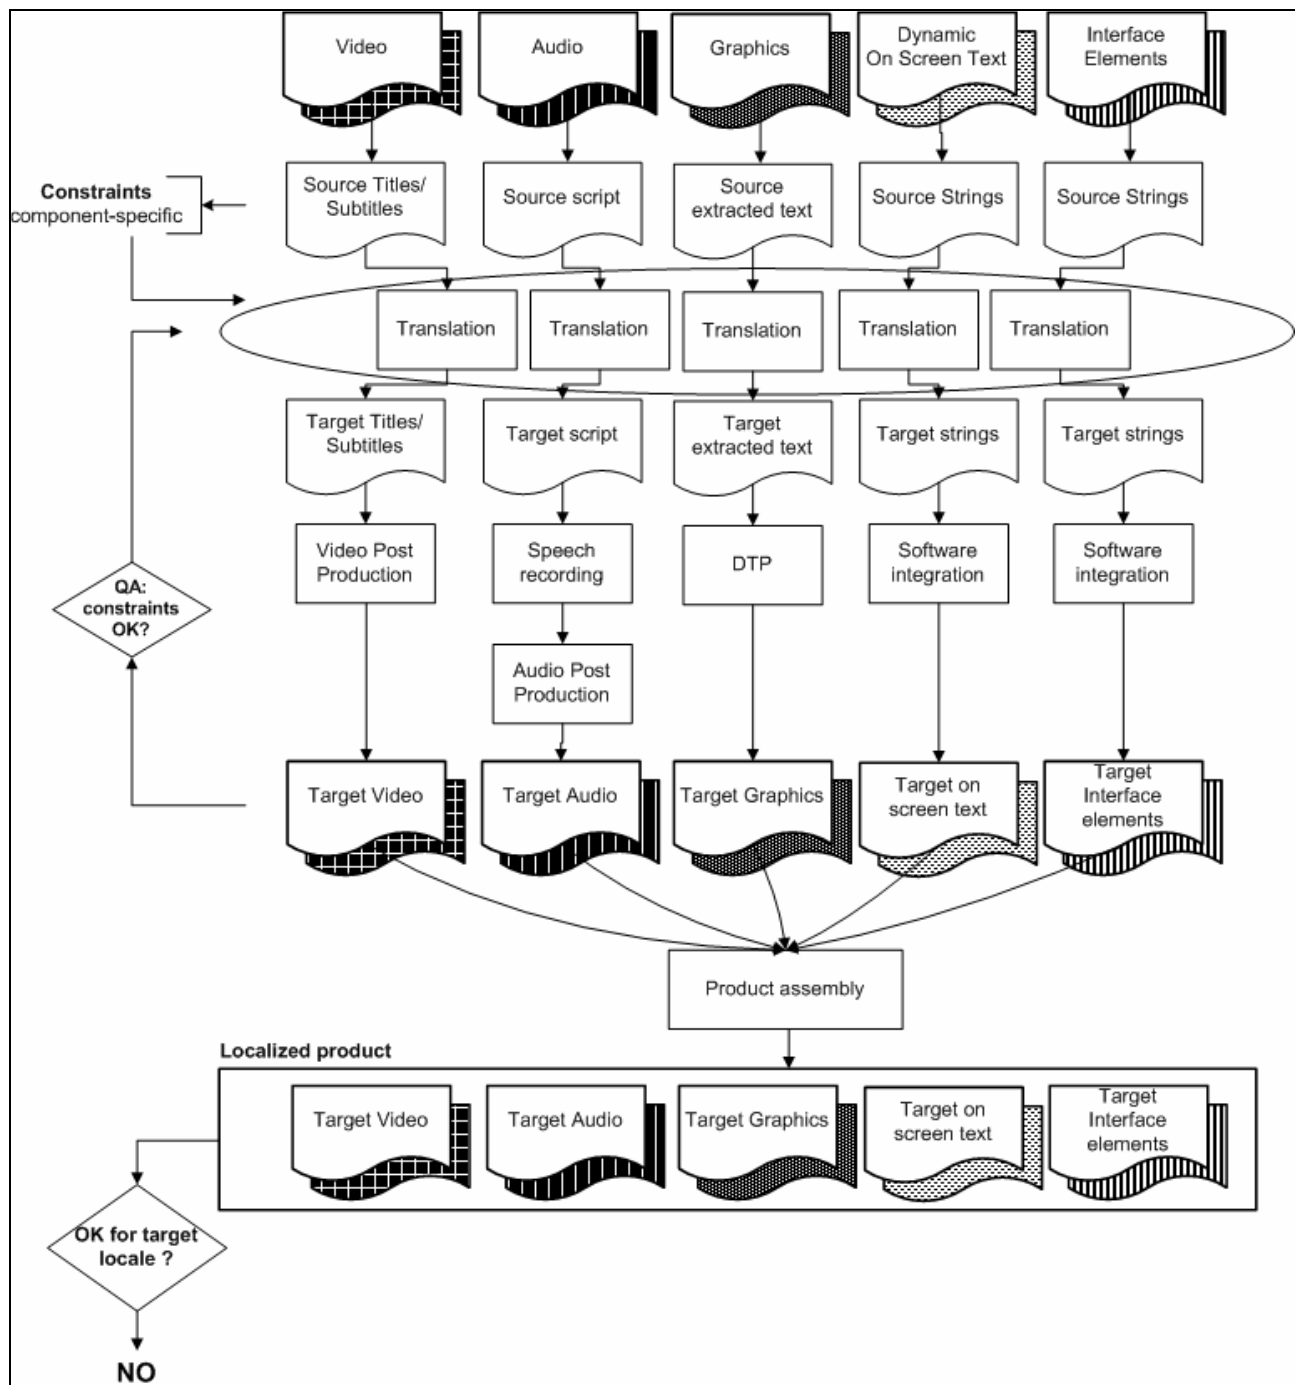 Video
Audio
Graphics
Dynamic
On Screen Text
Interface
Elements
Constraints
component-specific
Source Titles/
Subtitles
Source script
Source
extracted text
Source Strings
Source Strings
Translation
Translation
Translation
Translation
Translation
Target Titles/
Subtitles
Target script
Target
extracted text
Target strings
Target strings
QA:
constraints
OK?
Video Post
Production
Speech
recording
DTP
Software
integration
Software
integration
Audio Post
Production
Target Video
Target Audio
Target Graphics
Target on
screen text
Target
Interface
elements
Product assembly
Localized product
Target Video
Target Audio
Target Graphics
Target on
screen text
Target
Interface
elements
OK for target
locale ?
NO